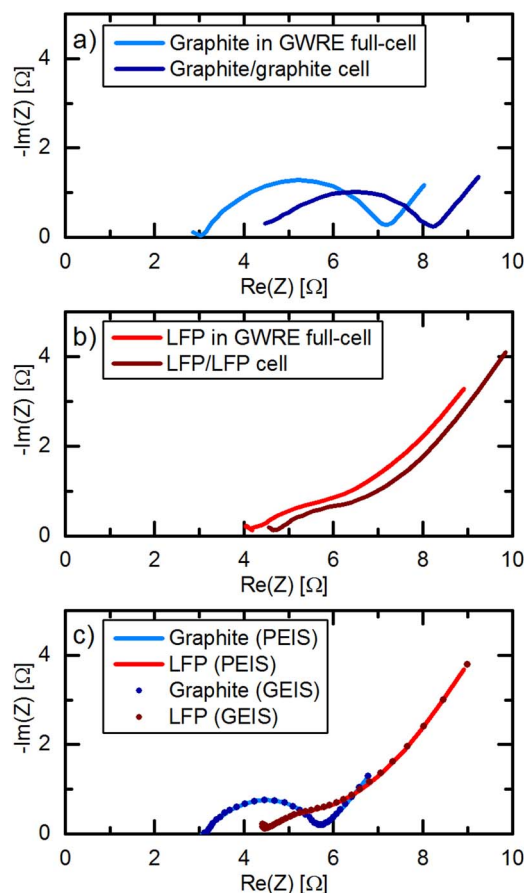 a)
Graphite in GWRE full-cell
Graphite/graphite cell
-Im(Z) [Ω]
4
2
0
0 2 4 6 8 10
Re(Z) [Ω]
b)
LFP in GWRE full-cell
LFP/LFP cell
-Im(Z) [Ω]
4
2
0
0 2 4 6 8 10
Re(Z) [Ω]
c)
Graphite (PEIS)
LFP (PEIS)
Graphite (GEIS)
LFP (GEIS)
-Im(Z) [Ω]
4
2
0
0 2 4 6 8 10
Re(Z) [Ω]